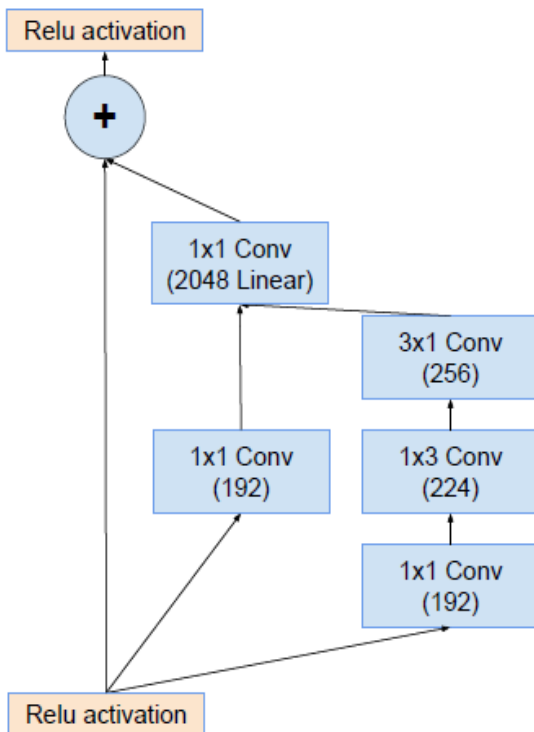 Relu activation
+
1x1 Conv
(2048 Linear)
3x1 Conv
(256)
1x1 Conv
(192)
1x3 Conv
(224)
1x1 Conv
(192)
Relu activation